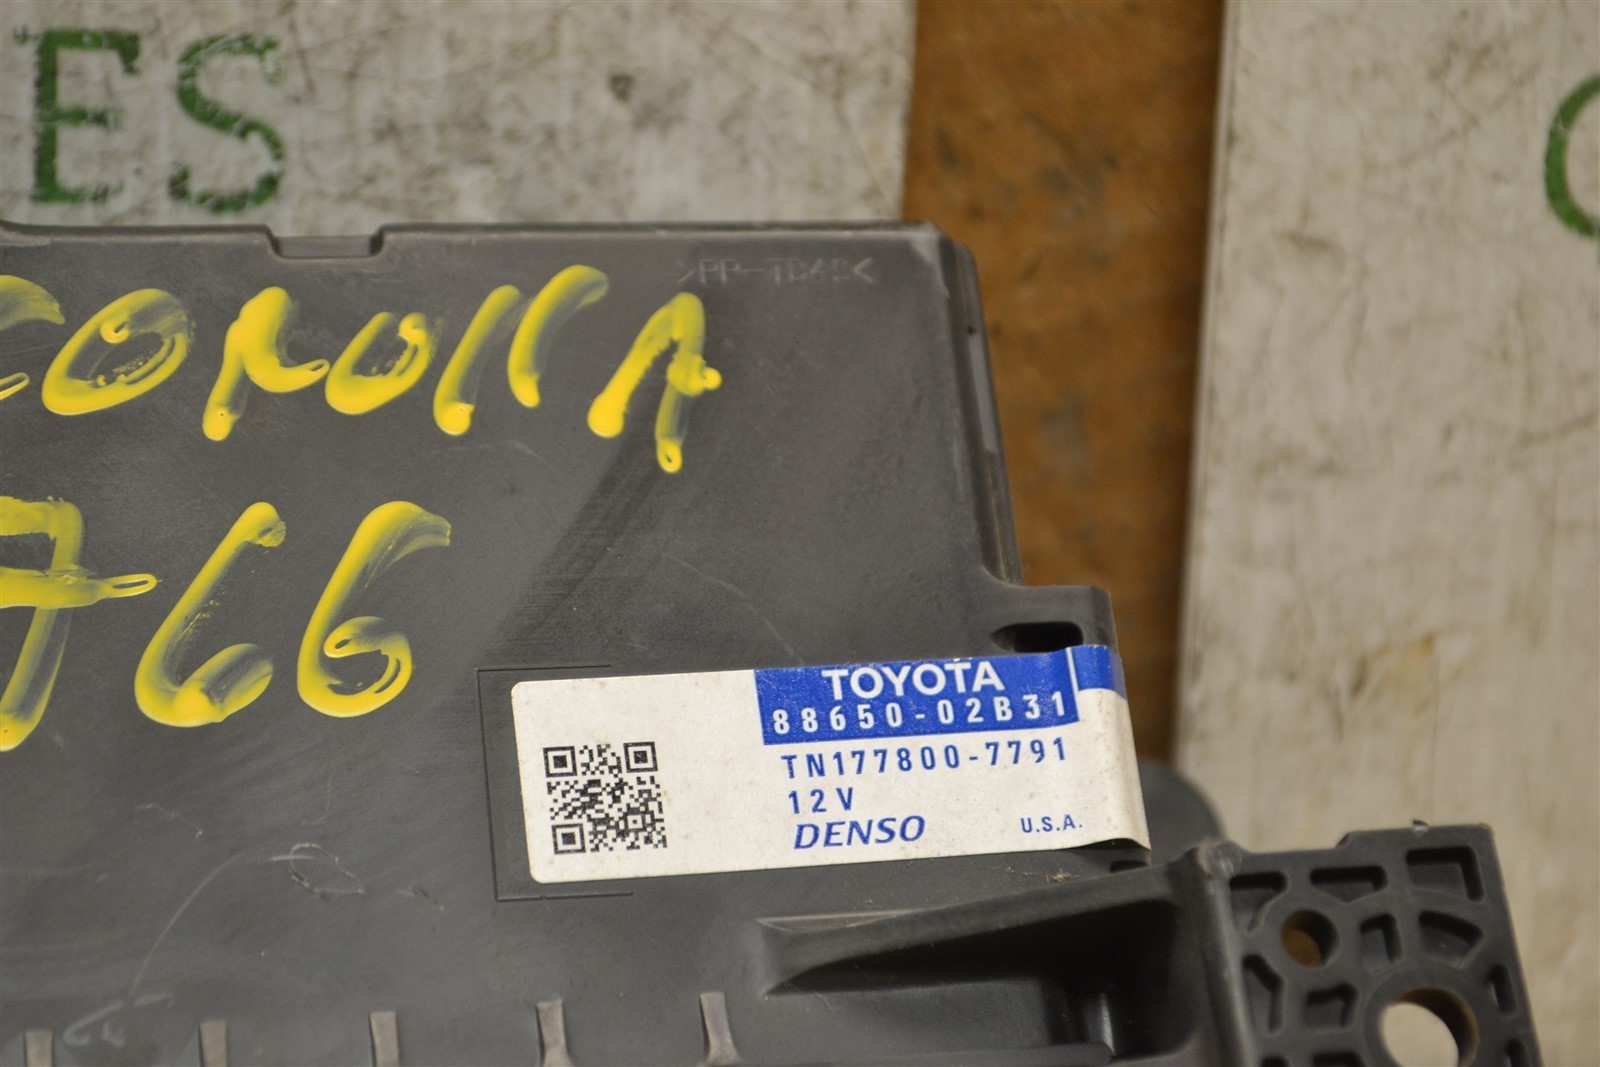 ES
COROLLA
766
>PP-TD40<
TOYOTA
88650-02B31
TN177800-7791
12V
DENSO U.S.A.